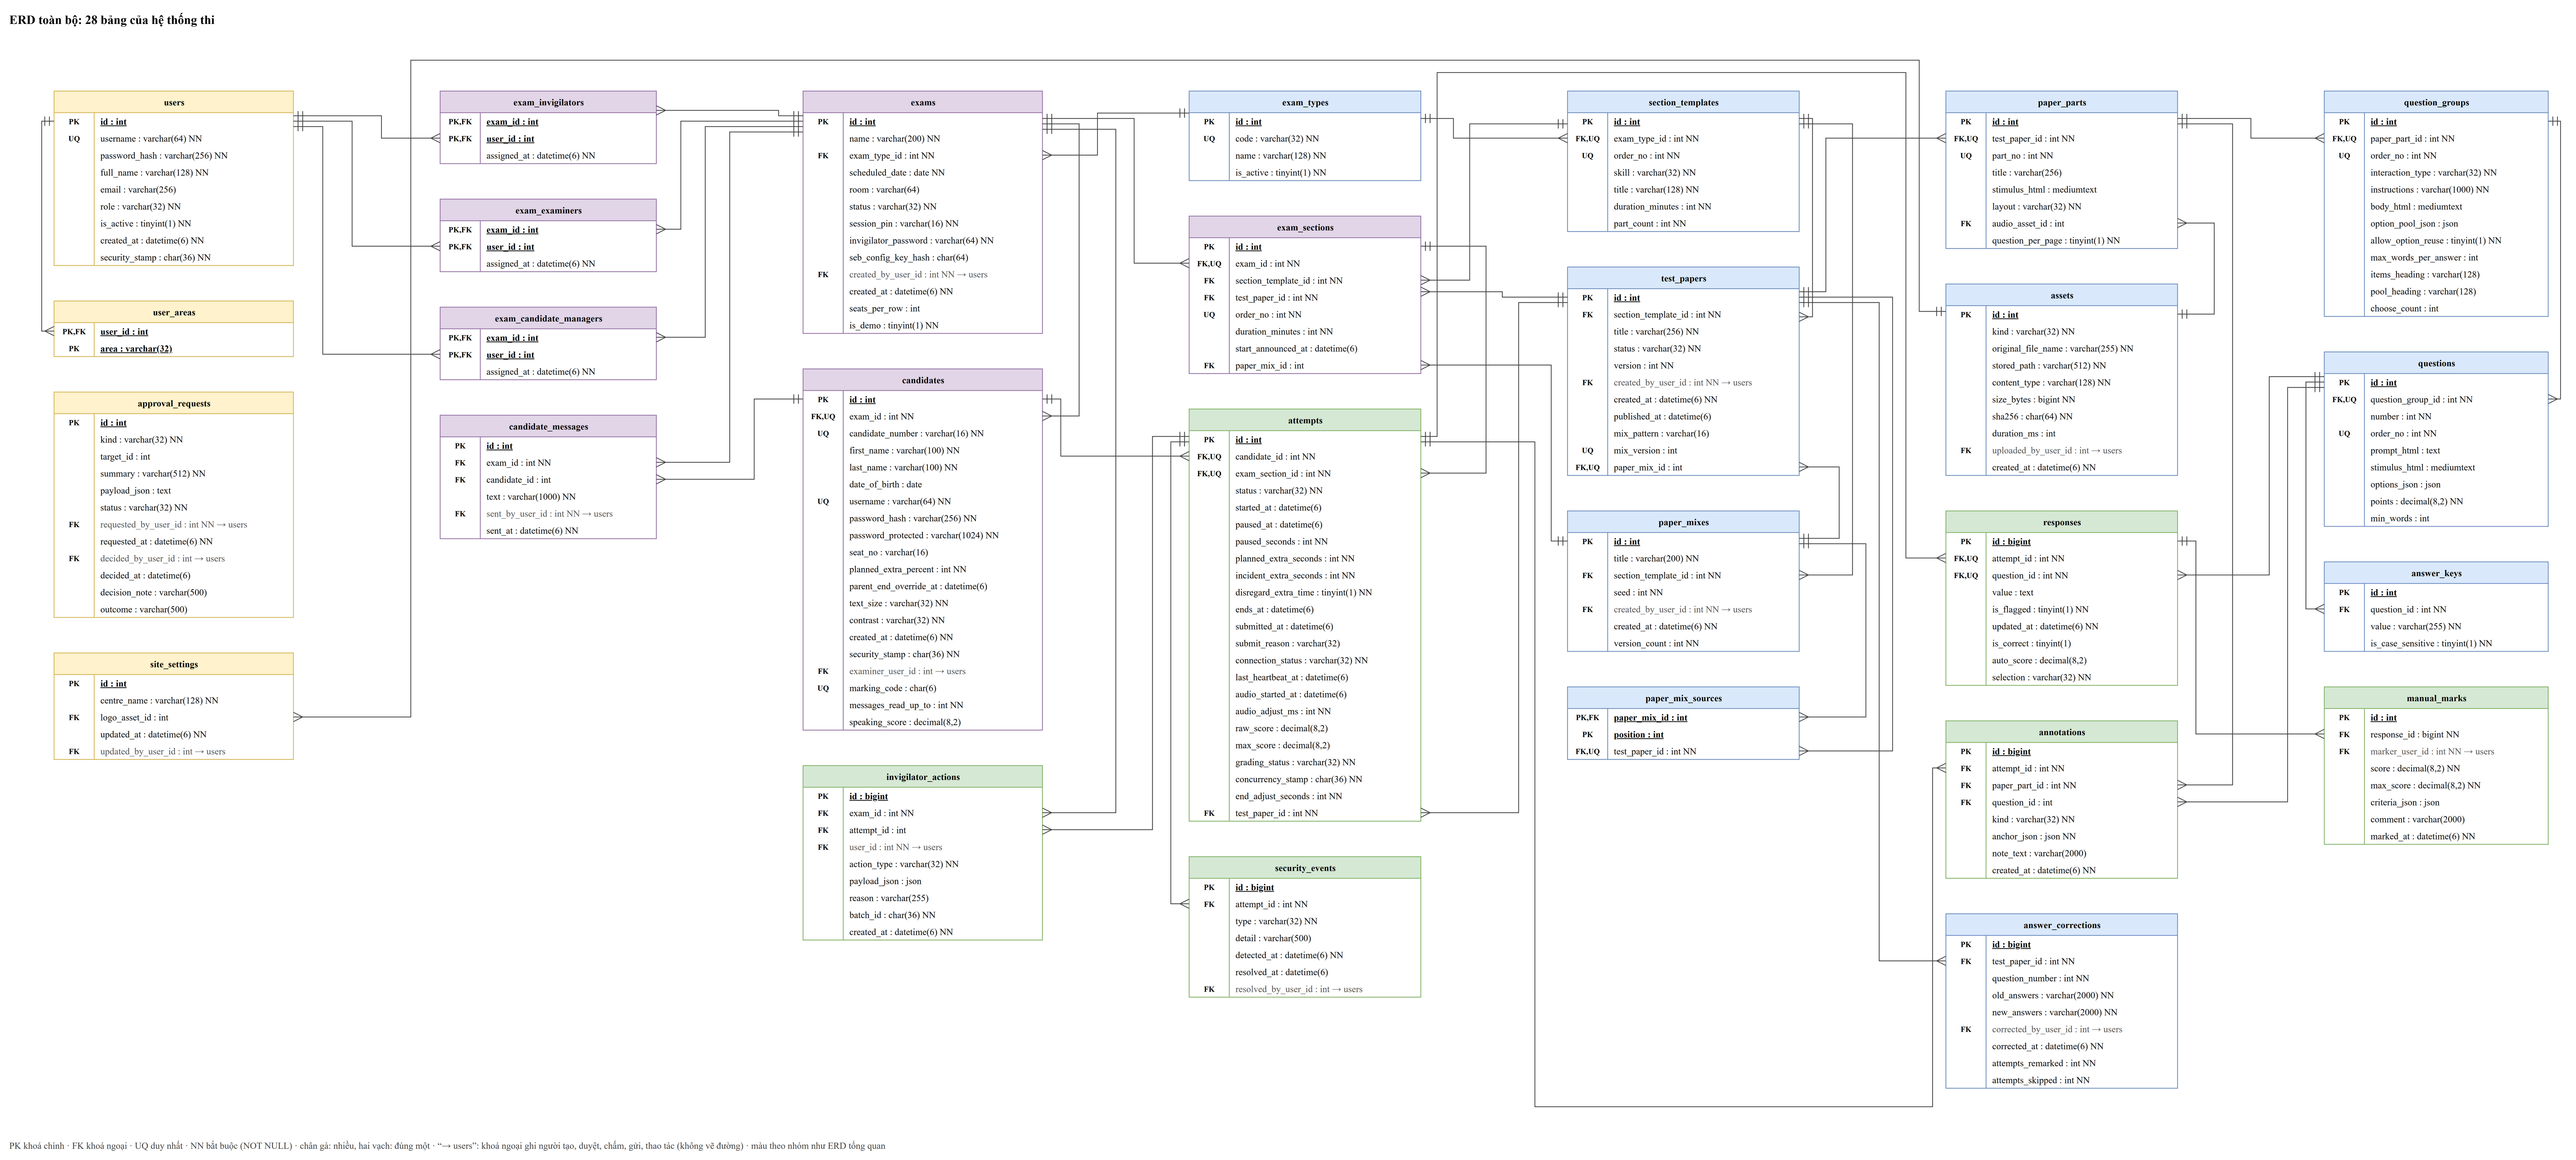 ERD toàn bộ: 28 bảng của hệ thống thi
users
PK id : int
UQ username : varchar(64) NN
password_hash : varchar(256) NN
full_name : varchar(128) NN
email : varchar(256)
role : varchar(32) NN
is_active : tinyint(1) NN
created_at : datetime(6) NN
security_stamp : char(36) NN
user_areas
PK,FK user_id : int
PK area : varchar(32)
approval_requests
PK id : int
kind : varchar(32) NN
target_id : int
summary : varchar(512) NN
payload_json : text
status : varchar(32) NN
FK requested_by_user_id : int NN → users
requested_at : datetime(6) NN
FK decided_by_user_id : int → users
decided_at : datetime(6)
decision_note : varchar(500)
outcome : varchar(500)
site_settings
PK id : int
centre_name : varchar(128) NN
FK logo_asset_id : int
updated_at : datetime(6) NN
FK updated_by_user_id : int → users
exam_invigilators
PK,FK exam_id : int
PK,FK user_id : int
assigned_at : datetime(6) NN
exam_examiners
PK,FK exam_id : int
PK,FK user_id : int
assigned_at : datetime(6) NN
exam_candidate_managers
PK,FK exam_id : int
PK,FK user_id : int
assigned_at : datetime(6) NN
candidate_messages
PK id : int
FK exam_id : int NN
FK candidate_id : int
text : varchar(1000) NN
FK sent_by_user_id : int NN → users
sent_at : datetime(6) NN
exams
PK id : int
name : varchar(200) NN
FK exam_type_id : int NN
scheduled_date : date NN
room : varchar(64)
status : varchar(32) NN
session_pin : varchar(16) NN
invigilator_password : varchar(64) NN
seb_config_key_hash : char(64)
FK created_by_user_id : int NN → users
created_at : datetime(6) NN
seats_per_row : int
is_demo : tinyint(1) NN
candidates
PK id : int
FK,UQ exam_id : int NN
UQ candidate_number : varchar(16) NN
first_name : varchar(100) NN
last_name : varchar(100) NN
date_of_birth : date
UQ username : varchar(64) NN
password_hash : varchar(256) NN
password_protected : varchar(1024) NN
seat_no : varchar(16)
planned_extra_percent : int NN
parent_end_override_at : datetime(6)
text_size : varchar(32) NN
contrast : varchar(32) NN
created_at : datetime(6) NN
security_stamp : char(36) NN
FK examiner_user_id : int → users
UQ marking_code : char(6)
messages_read_up_to : int NN
speaking_score : decimal(8,2)
invigilator_actions
PK id : bigint
FK exam_id : int NN
FK attempt_id : int
FK user_id : int NN → users
action_type : varchar(32) NN
payload_json : json
reason : varchar(255)
batch_id : char(36) NN
created_at : datetime(6) NN
exam_types
PK id : int
UQ code : varchar(32) NN
name : varchar(128) NN
is_active : tinyint(1) NN
exam_sections
PK id : int
FK,UQ exam_id : int NN
FK section_template_id : int NN
FK test_paper_id : int NN
UQ order_no : int NN
duration_minutes : int NN
start_announced_at : datetime(6)
FK paper_mix_id : int
attempts
PK id : int
FK,UQ candidate_id : int NN
FK,UQ exam_section_id : int NN
status : varchar(32) NN
started_at : datetime(6)
paused_at : datetime(6)
paused_seconds : int NN
planned_extra_seconds : int NN
incident_extra_seconds : int NN
disregard_extra_time : tinyint(1) NN
ends_at : datetime(6)
submitted_at : datetime(6)
submit_reason : varchar(32)
connection_status : varchar(32) NN
last_heartbeat_at : datetime(6)
audio_started_at : datetime(6)
audio_adjust_ms : int NN
raw_score : decimal(8,2)
max_score : decimal(8,2)
grading_status : varchar(32) NN
concurrency_stamp : char(36) NN
end_adjust_seconds : int NN
FK test_paper_id : int NN
security_events
PK id : bigint
FK attempt_id : int NN
type : varchar(32) NN
detail : varchar(500)
detected_at : datetime(6) NN
resolved_at : datetime(6)
FK resolved_by_user_id : int → users
section_templates
PK id : int
FK,UQ exam_type_id : int NN
UQ order_no : int NN
skill : varchar(32) NN
title : varchar(128) NN
duration_minutes : int NN
part_count : int NN
test_papers
PK id : int
FK section_template_id : int NN
title : varchar(256) NN
status : varchar(32) NN
version : int NN
FK created_by_user_id : int NN → users
created_at : datetime(6) NN
published_at : datetime(6)
mix_pattern : varchar(16)
UQ mix_version : int
FK,UQ paper_mix_id : int
paper_mixes
PK id : int
title : varchar(200) NN
FK section_template_id : int NN
seed : int NN
FK created_by_user_id : int NN → users
created_at : datetime(6) NN
version_count : int NN
paper_mix_sources
PK,FK paper_mix_id : int
PK position : int
FK,UQ test_paper_id : int NN
paper_parts
PK id : int
FK,UQ test_paper_id : int NN
UQ part_no : int NN
title : varchar(256)
stimulus_html : mediumtext
layout : varchar(32) NN
FK audio_asset_id : int
question_per_page : tinyint(1) NN
assets
PK id : int
kind : varchar(32) NN
original_file_name : varchar(255) NN
stored_path : varchar(512) NN
content_type : varchar(128) NN
size_bytes : bigint NN
sha256 : char(64) NN
duration_ms : int
FK uploaded_by_user_id : int → users
created_at : datetime(6) NN
responses
PK id : bigint
FK,UQ attempt_id : int NN
FK,UQ question_id : int NN
value : text
is_flagged : tinyint(1) NN
updated_at : datetime(6) NN
is_correct : tinyint(1)
auto_score : decimal(8,2)
selection : varchar(32) NN
annotations
PK id : bigint
FK attempt_id : int NN
FK paper_part_id : int NN
FK question_id : int
kind : varchar(32) NN
anchor_json : json NN
note_text : varchar(2000)
created_at : datetime(6) NN
answer_corrections
PK id : bigint
FK test_paper_id : int NN
question_number : int NN
old_answers : varchar(2000) NN
new_answers : varchar(2000) NN
FK corrected_by_user_id : int → users
corrected_at : datetime(6) NN
attempts_remarked : int NN
attempts_skipped : int NN
question_groups
PK id : int
FK,UQ paper_part_id : int NN
UQ order_no : int NN
interaction_type : varchar(32) NN
instructions : varchar(1000) NN
body_html : mediumtext
option_pool_json : json
allow_option_reuse : tinyint(1) NN
max_words_per_answer : int
items_heading : varchar(128)
pool_heading : varchar(128)
choose_count : int
questions
PK id : int
FK,UQ question_group_id : int NN
number : int NN
UQ order_no : int NN
prompt_html : text
stimulus_html : mediumtext
options_json : json
points : decimal(8,2) NN
min_words : int
answer_keys
PK id : int
FK question_id : int NN
value : varchar(255) NN
is_case_sensitive : tinyint(1) NN
manual_marks
PK id : int
FK response_id : bigint NN
FK marker_user_id : int NN → users
score : decimal(8,2) NN
max_score : decimal(8,2) NN
criteria_json : json
comment : varchar(2000)
marked_at : datetime(6) NN
PK khoá chính · FK khoá ngoại · UQ duy nhất · NN bắt buộc (NOT NULL) · chân gà: nhiều, hai vạch: đúng một · “→ users”: khoá ngoại ghi người tạo, duyệt, chấm, gửi, thao tác (không vẽ đường) · màu theo nhóm như ERD tổng quan